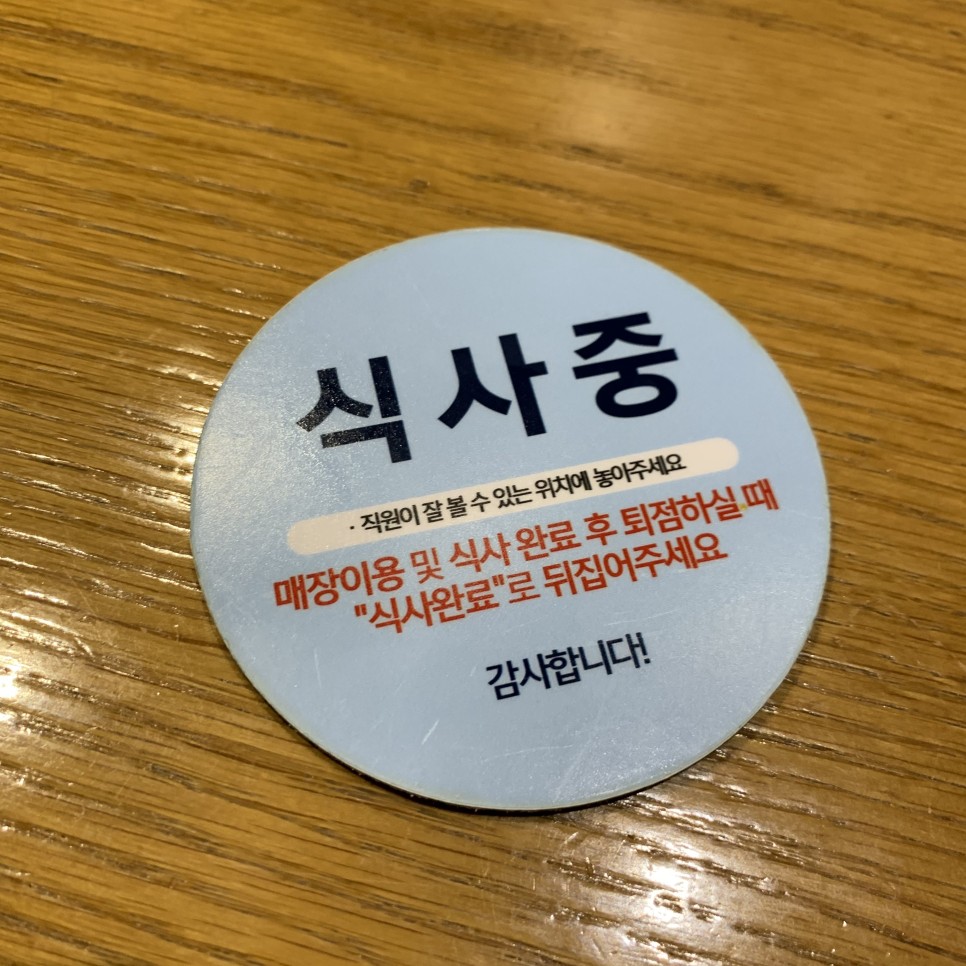 식사중
· 직원이 잘 볼 수 있는 위치에 놓아주세요
매장이용 및 식사 완료 후 퇴점하실 때
"식사완료"로 뒤집어주세요
감사합니다!